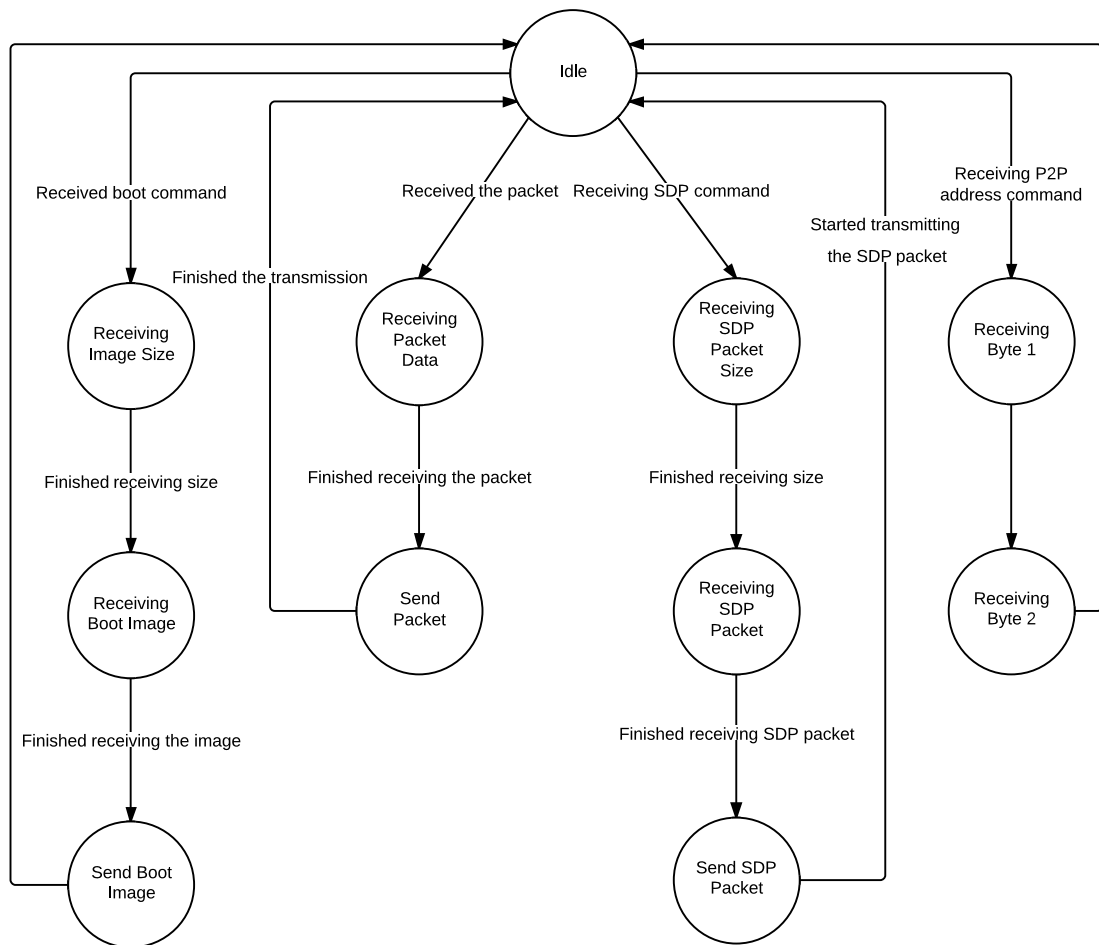 Idle
Received boot command
Received the packet
Receiving SDP command
Receiving P2P
address command
Started transmitting
the SDP packet
Finished the transmission
Receiving
Image Size
Receiving
Packet
Data
Receiving
SDP
Packet
Size
Receiving
Byte 1
Finished receiving size
Finished receiving the packet
Finished receiving size
Receiving
Boot Image
Send
Packet
Receiving
SDP
Packet
Receiving
Byte 2
Finished receiving the image
Finished receiving SDP packet
Send Boot
Image
Send SDP
Packet